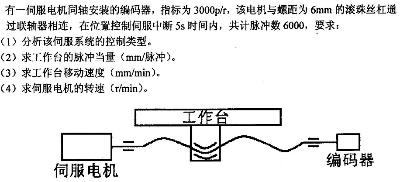 有一伺服电机同轴安装的编码器，指标为3000p/r，该电机与螺距为6mm的滚珠丝杠通
过联轴器相连，在位置控制伺服中断5s时间内，共计脉冲数6000，要求：
（1）分析该伺服系统的控制类型。
（2）求工作台的脉冲当量（mm/脉冲）。
（3）求工作台移动速度（mm/min）。
（4）求伺服电机的转速（r/min）。
工作台
伺服电机
编码器